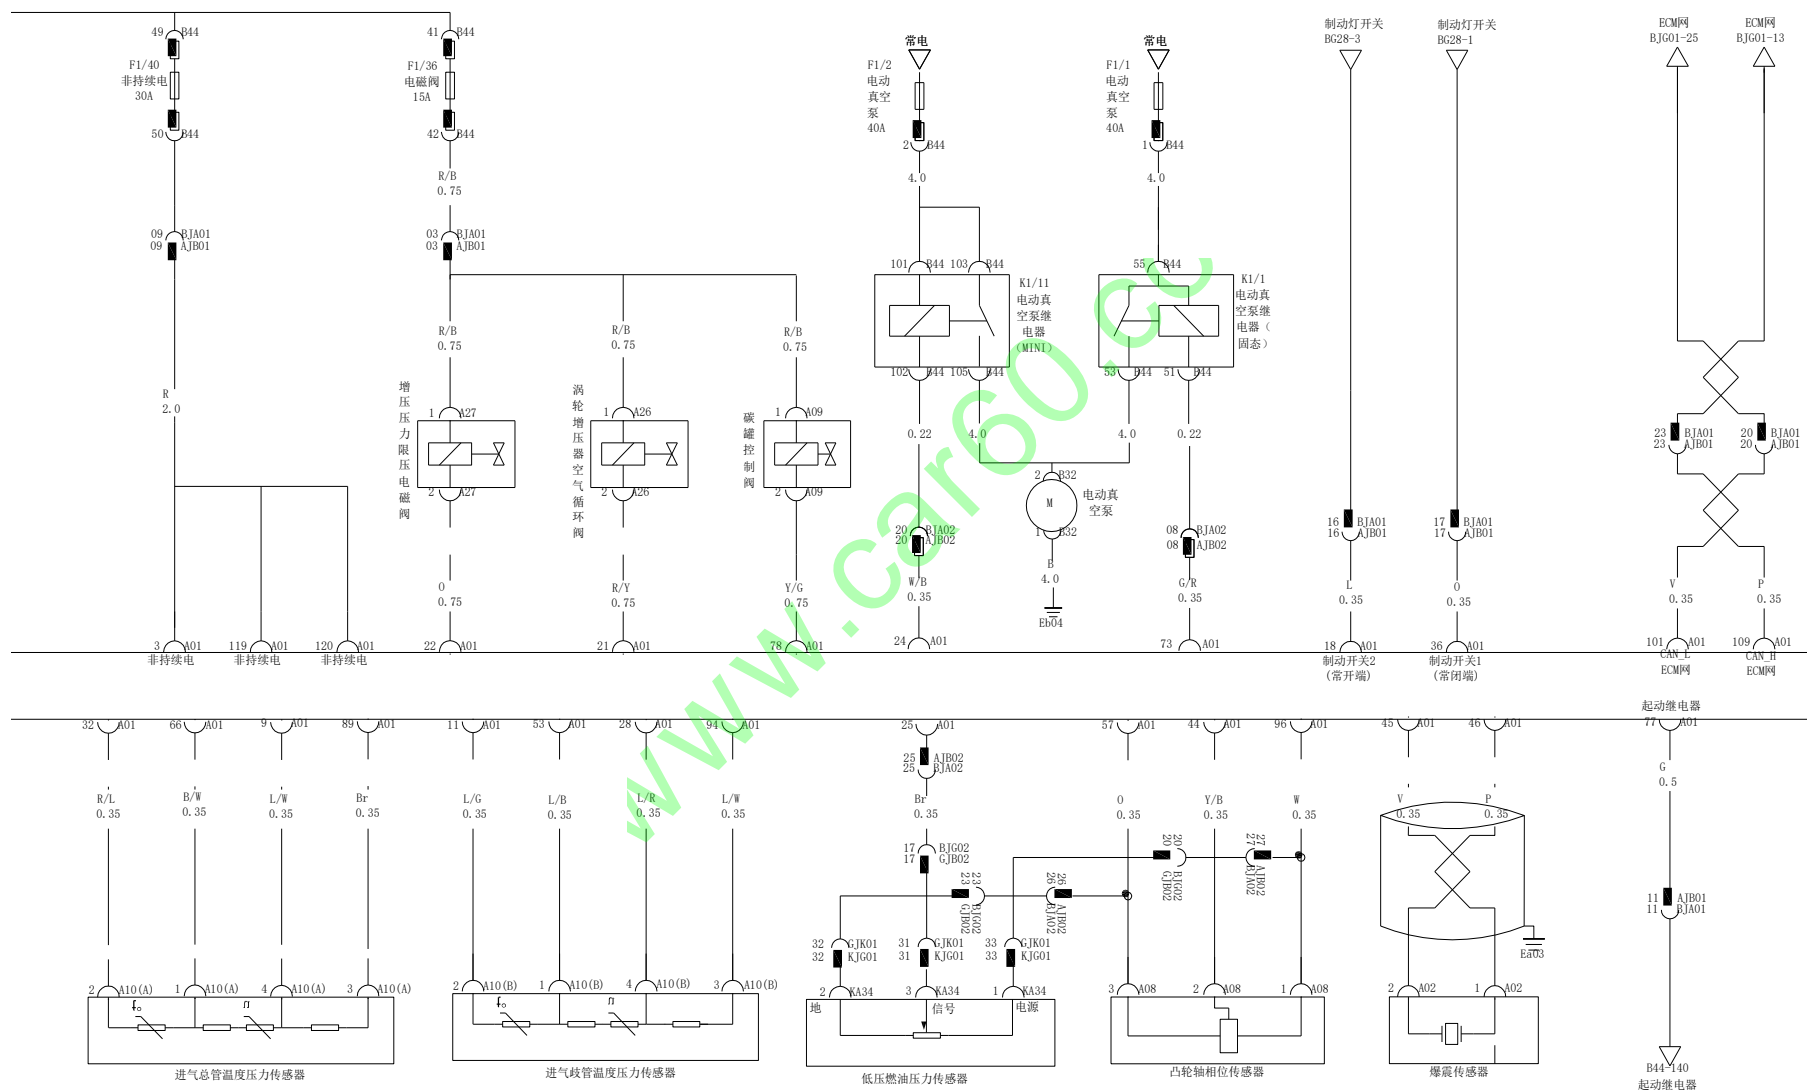 49 B44
F1/40
非持续电
30A
50 B44
09 BJA01
09 AJB01
R
2.0
3 A01
非持续电
119 A01
非持续电
120 A01
非持续电
41 B44
F1/36
电磁阀
15A
42 B44
R/B
0.75
03 BJA01
03 AJB01
R/B
0.75
增压压力限压电磁阀
1 A27
2 A27
O
0.75
22 A01
R/B
0.75
涡轮增压器空气循环阀
1 A26
2 A26
R/Y
0.75
21 A01
R/B
0.75
碳罐控制阀
1 A09
2 A09
Y/G
0.75
78 A01
常电
F1/2
电动
真空
泵
40A
2 B44
4.0
101 B44
103 B44
K1/11
电动真
空泵继
电器
(MINI)
102 B44
105 B44
0.22
4.0
20 BJA02
20 AJB02
W/B
0.35
24 A01
2 B32
M
电动真
空泵
1 B32
B
4.0
Eb04
常电
F1/1
电动
真空
泵
40A
1 B44
4.0
55 B44
K1/1
电动真
空泵继
电器（
固态）
53 B44
51 B44
4.0
0.22
08 BJA02
08 AJB02
G/R
0.35
73 A01
制动灯开关
BG28-3
16 BJA01
16 AJB01
L
0.35
18 A01
制动开关2
(常开端)
制动灯开关
BG28-1
17 BJA01
17 AJB01
O
0.35
36 A01
制动开关1
(常闭端)
ECM网
BJG01-25
23 BJA01
23 AJB01
V
0.35
101 A01
CAN_L
ECM网
ECM网
BJG01-13
20 BJA01
20 AJB01
P
0.35
109 A01
CAN_H
ECM网
www.car60.co
32 A01
R/L
0.35
2 A10(A)
66 A01
B/W
0.35
1 A10(A)
9 A01
L/W
0.35
4 A10(A)
89 A01
Br
0.35
3 A10(A)
进气总管温度压力传感器
11 A01
L/G
0.35
2 A10(B)
53 A01
L/B
0.35
1 A10(B)
28 A01
L/R
0.35
4 A10(B)
94 A01
L/W
0.35
3 A10(B)
进气歧管温度压力传感器
25 A01
25 AJB02
25 BJA02
Br
0.35
17 BJG02
17 GJB02
23 23
GJB02 BJG02
26 26
BJA02 AJB02
20 20
GJB02 BJG02
27 27
BJA02 AJB02
32 GJK01
32 KJG01
31 GJK01
31 KJG01
33 GJK01
33 KJG01
2 KA34
地
3 KA34
信号
1 KA34
电源
低压燃油压力传感器
57 A01
O
0.35
3 A08
44 A01
Y/B
0.35
2 A08
96 A01
W
0.35
1 A08
凸轮轴相位传感器
45 A01
V
0.35
2 A02
46 A01
P
0.35
1 A02
Ea03
爆震传感器
起动继电器
77 A01
G
0.5
11 AJB01
11 BJA01
B44-140
起动继电器